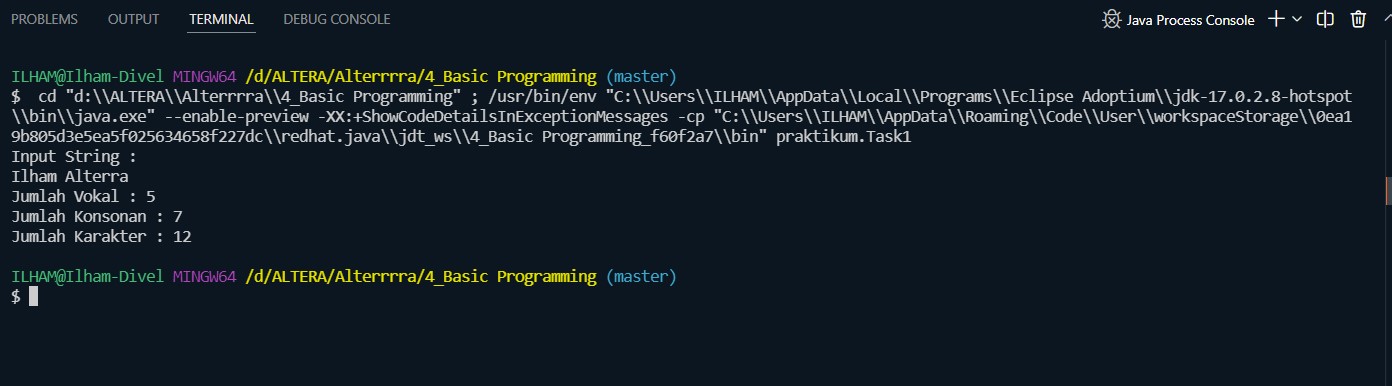 PROBLEMS OUTPUT TERMINAL DEBUG CONSOLE Java Process Console
ILHAM@Ilham-Divel MINGW64 /d/ALTERA/Alterrrra/4_Basic Programming (master)
$  cd "d:\\ALTERA\\Alterrrra\\4_Basic Programming" ; /usr/bin/env "C:\\Users\\ILHAM\\AppData\\Local\\Programs\\Eclipse Adoptium\\jdk-17.0.2.8-hotspot
\\bin\\java.exe" --enable-preview -XX:+ShowCodeDetailsInExceptionMessages -cp "C:\\Users\\ILHAM\\AppData\\Roaming\\Code\\User\\workspaceStorage\\0ea1
9b805d3e5ea5f025634658f227dc\\redhat.java\\jdt_ws\\4_Basic Programming_f60f2a7\\bin" praktikum.Task1
Input String :
Ilham Alterra
Jumlah Vokal : 5
Jumlah Konsonan : 7
Jumlah Karakter : 12
ILHAM@Ilham-Divel MINGW64 /d/ALTERA/Alterrrra/4_Basic Programming (master)
$